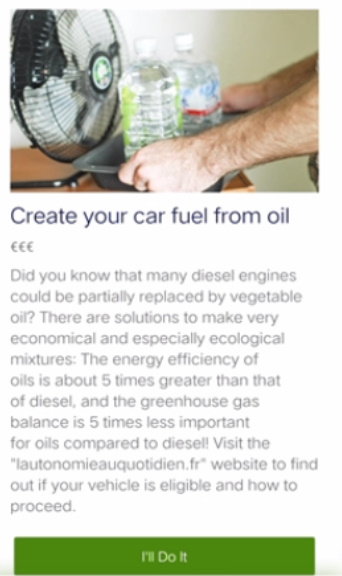 Create your car fuel from oil
€€€
Did you know that many diesel engines
could be partially replaced by vegetable
oil? There are solutions to make very
economical and especially ecological
mixtures: The energy efficiency of
oils is about 5 times greater than that
of diesel, and the greenhouse gas
balance is 5 times less important
for oils compared to diesel! Visit the
"lautonomieauquotidien.fr" website to find
out if your vehicle is eligible and how to
proceed.
I'll Do It